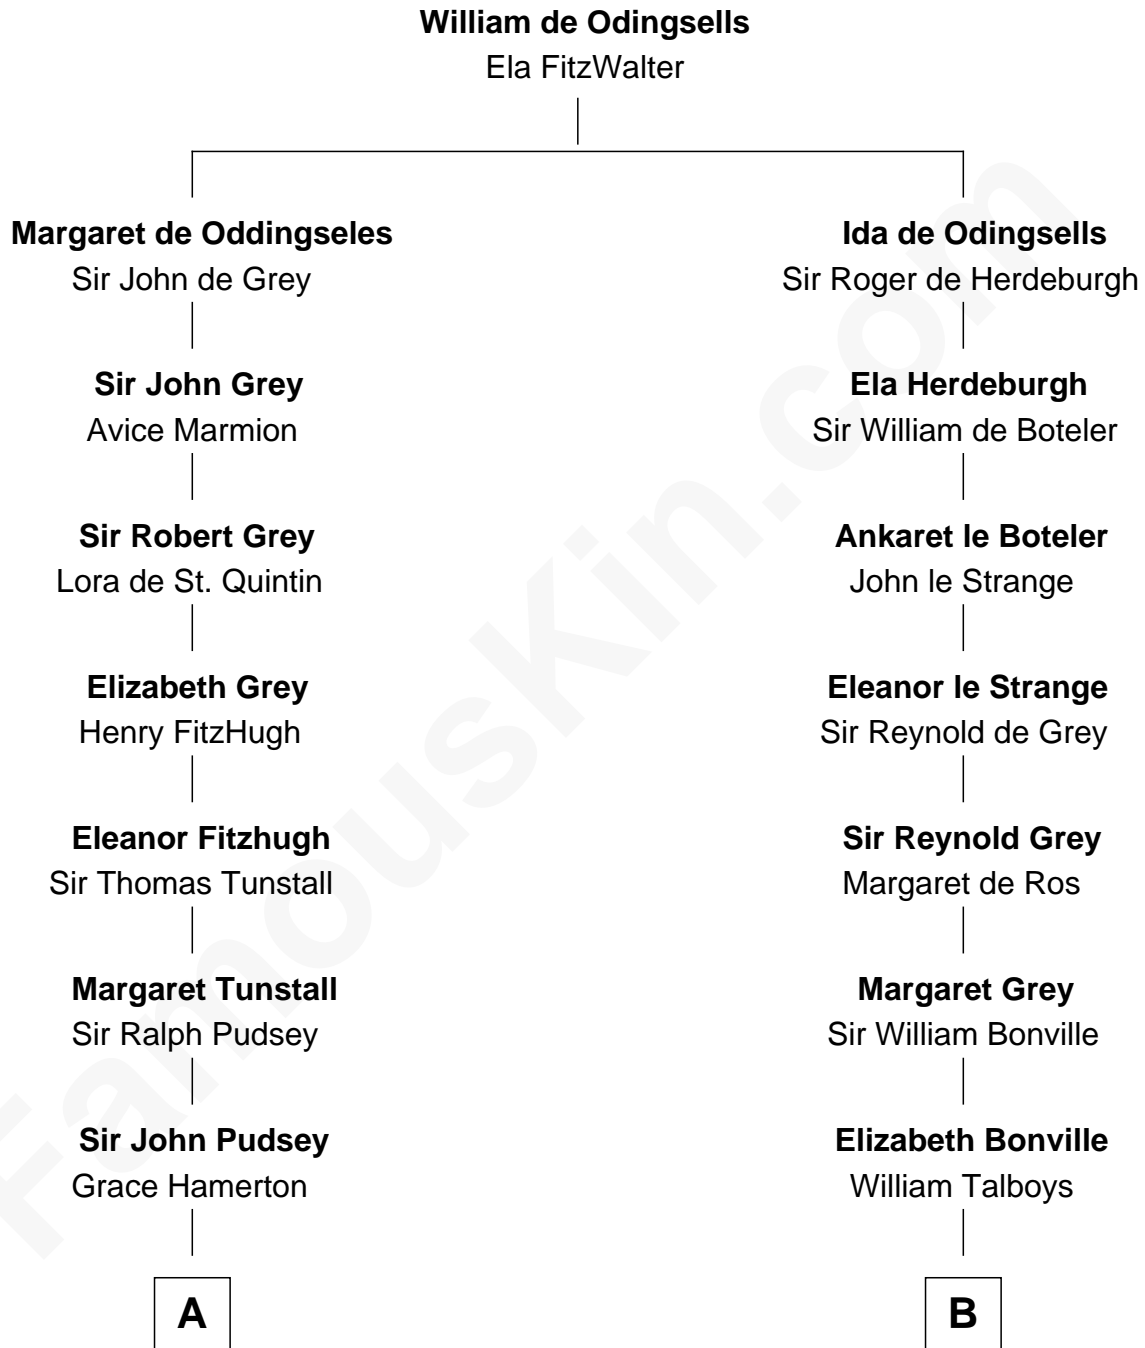 William de Odingsells
Ela FitzWalter
Margaret de Oddingseles
Sir John de Grey
Ida de Odingsells
Sir Roger de Herdeburgh
Sir John Grey
Avice Marmion
Ela Herdeburgh
Sir William de Boteler
Sir Robert Grey
Lora de St. Quintin
Ankaret le Boteler
John le Strange
Elizabeth Grey
Henry FitzHugh
Eleanor le Strange
Sir Reynold de Grey
Eleanor Fitzhugh
Sir Thomas Tunstall
Sir Reynold Grey
Margaret de Ros
Margaret Tunstall
Sir Ralph Pudsey
Margaret Grey
Sir William Bonville
Sir John Pudsey
Grace Hamerton
Elizabeth Bonville
William Talboys
A
B
FamousKin.com